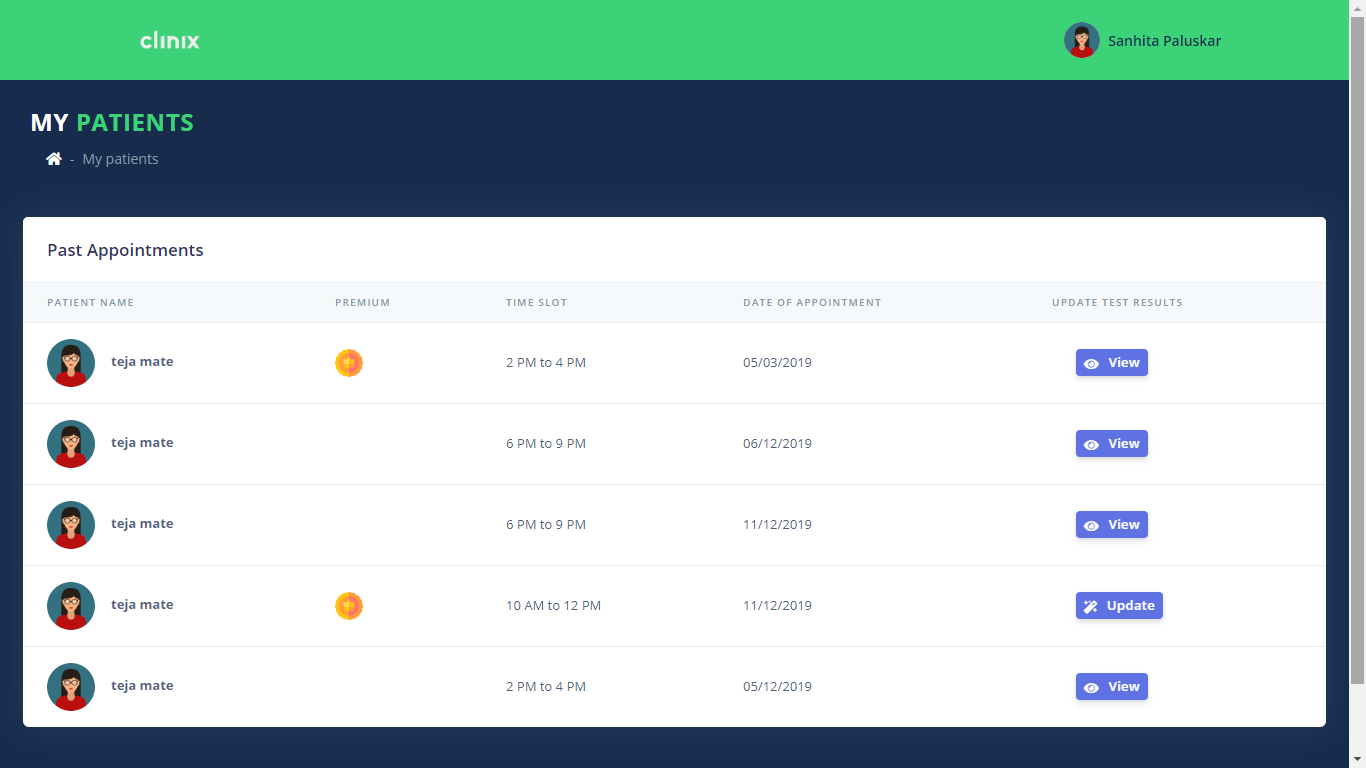 clinix
Sanhita Paluskar
MY PATIENTS
- My patients
Past Appointments
PATIENT NAME PREMIUM TIME SLOT DATE OF APPOINTMENT UPDATE TEST RESULTS
teja mate 2 PM to 4 PM 05/03/2019 View
teja mate 6 PM to 9 PM 06/12/2019 View
teja mate 6 PM to 9 PM 11/12/2019 View
teja mate 10 AM to 12 PM 11/12/2019 Update
teja mate 2 PM to 4 PM 05/12/2019 View